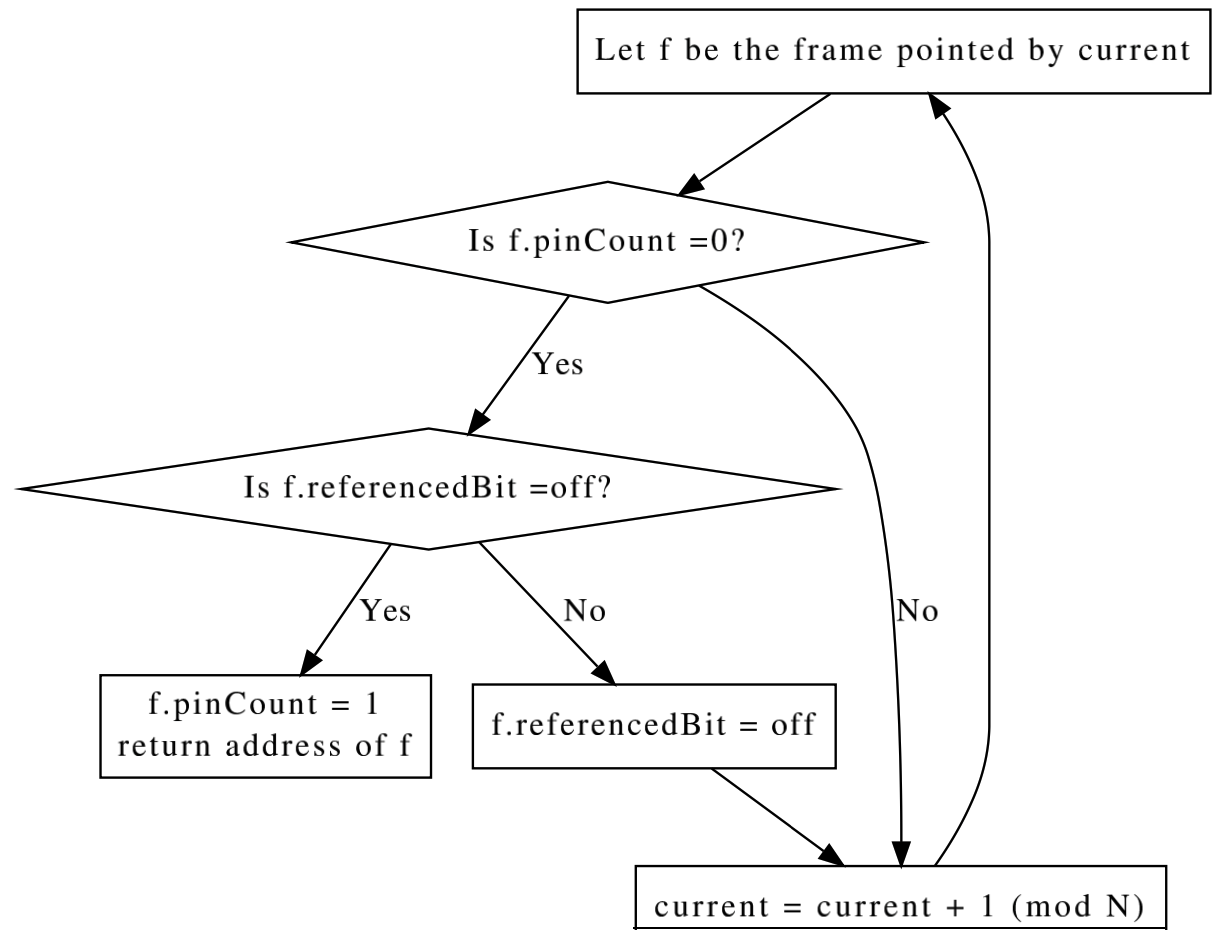 Let f be the frame pointed by current
Is f.pinCount =0?
Yes
Is f.referencedBit =off?
Yes
No
No
f.pinCount = 1
return address of f
f.referencedBit = off
current = current + 1 (mod N)